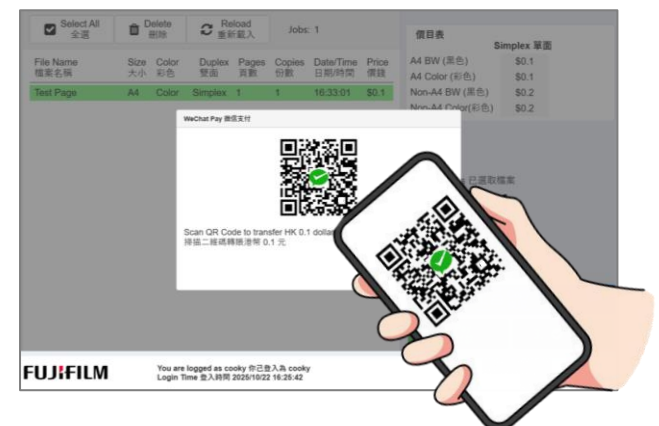 Select All
全選
Delete
刪除
Reload
重新載入
Jobs: 1
File Name
檔案名稱
Size
大小
Color
彩色
Duplex
雙面
Pages
頁數
Copies
份數
Date/Time
日期/時間
Price
價錢
Test Page A4 Color Simplex 1 1 16:33:01 $0.1
價目表
Simplex 單面
A4 BW (黑色) $0.1
A4 Color (彩色) $0.1
Non-A4 BW (黑色) $0.2
Non-A4 Color(彩色) $0.2
已選取檔案
WeChat Pay 微信支付
Scan QR Code to transfer HK 0.1 dollar
掃描二維碼轉賬港幣 0.1 元
FUJIFILM
You are logged as cooky 你已登入為 cooky
Login Time 登入時間 2025/10/22 16:25:42